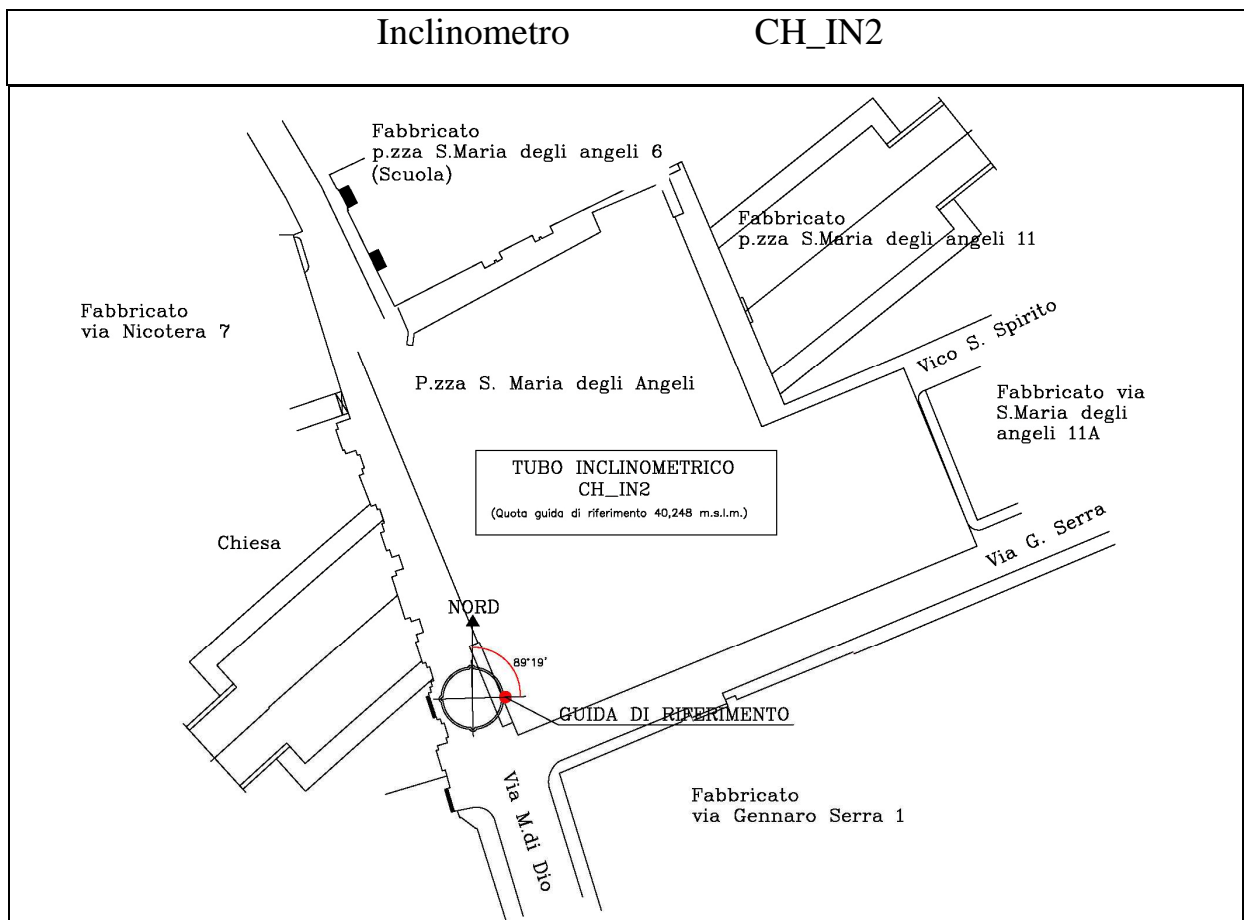 Inclinometro CH_IN2
Fabbricato
p.zza S.Maria degli angeli 6
(Scuola)
Fabbricato
p.zza S.Maria degli angeli 11
Fabbricato
via Nicotera 7
Vico S. Spirito
P.zza S. Maria degli Angeli
Fabbricato via
S.Maria degli
angeli 11A
TUBO INCLINOMETRICO
CH_IN2
(Quota guida di riferimento 40,248 m.s.l.m.)
Via G. Serra
Chiesa
NORD
89°19'
GUIDA DI RIFERIMENTO
Via M.di Dio
Fabbricato
via Gennaro Serra 1